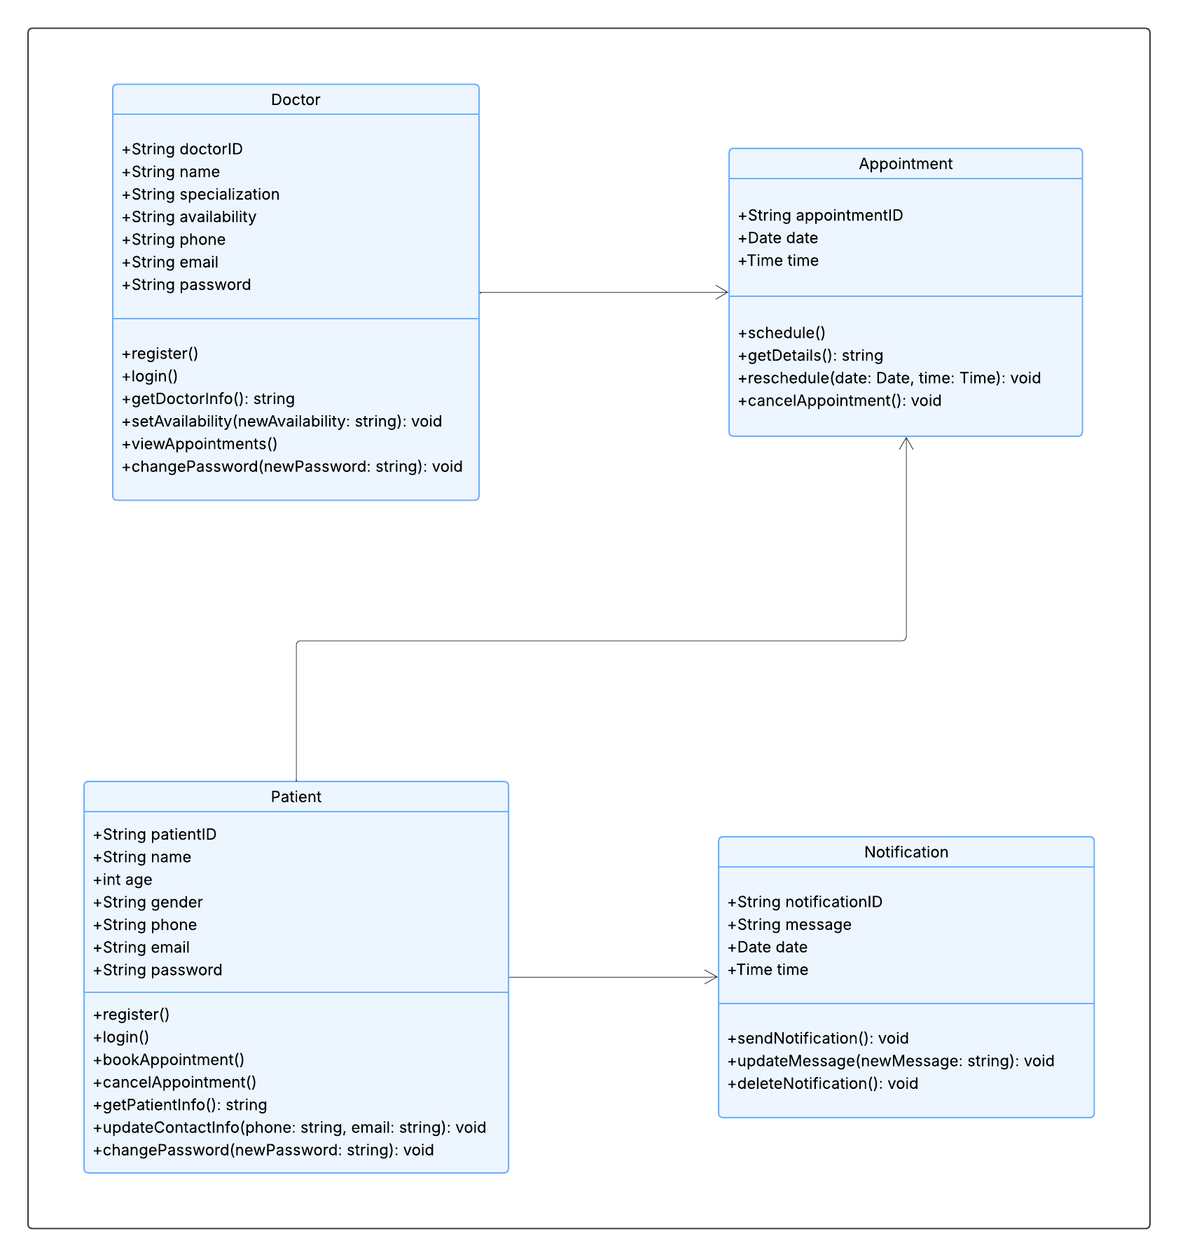 Doctor
+String doctorID
+String name
+String specialization
+String availability
+String phone
+String email
+String password
+register()
+login()
+getDoctorInfo(): string
+setAvailability(newAvailability: string): void
+viewAppointments()
+changePassword(newPassword: string): void
Appointment
+String appointmentID
+Date date
+Time time
+schedule()
+getDetails(): string
+reschedule(date: Date, time: Time): void
+cancelAppointment(): void
Patient
+String patientID
+String name
+int age
+String gender
+String phone
+String email
+String password
+register()
+login()
+bookAppointment()
+cancelAppointment()
+getPatientInfo(): string
+updateContactInfo(phone: string, email: string): void
+changePassword(newPassword: string): void
Notification
+String notificationID
+String message
+Date date
+Time time
+sendNotification(): void
+updateMessage(newMessage: string): void
+deleteNotification(): void